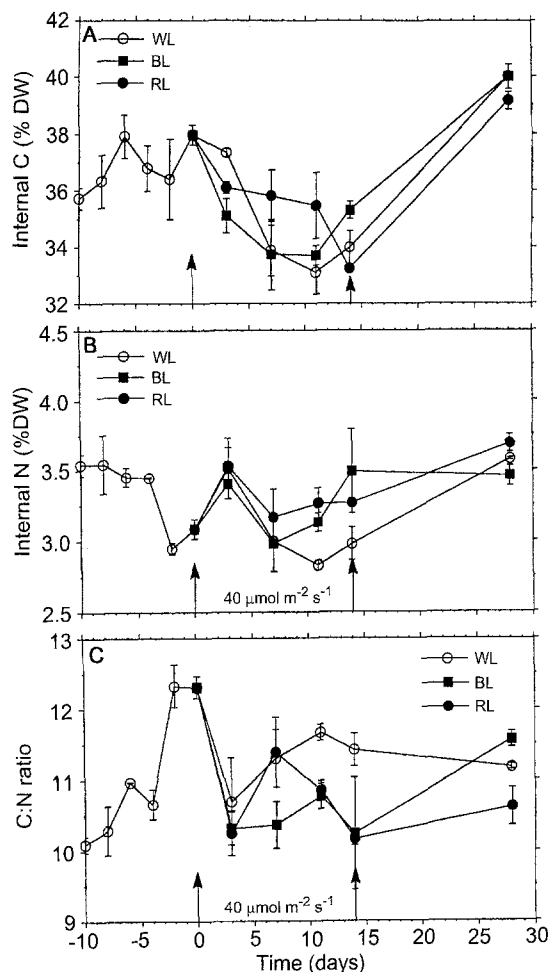 42
A
WL
BL
RL
40
38
36
34
32
Internal C (% DW)
4.5
B
WL
BL
RL
4.0
3.5
3.0
2.5
Internal N (%DW)
40 μmol m-2 s-1
13
C
WL
BL
RL
12
11
10
9
C:N ratio
40 μmol m-2 s-1
-10 -5 0 5 10 15 20 25 30
Time (days)